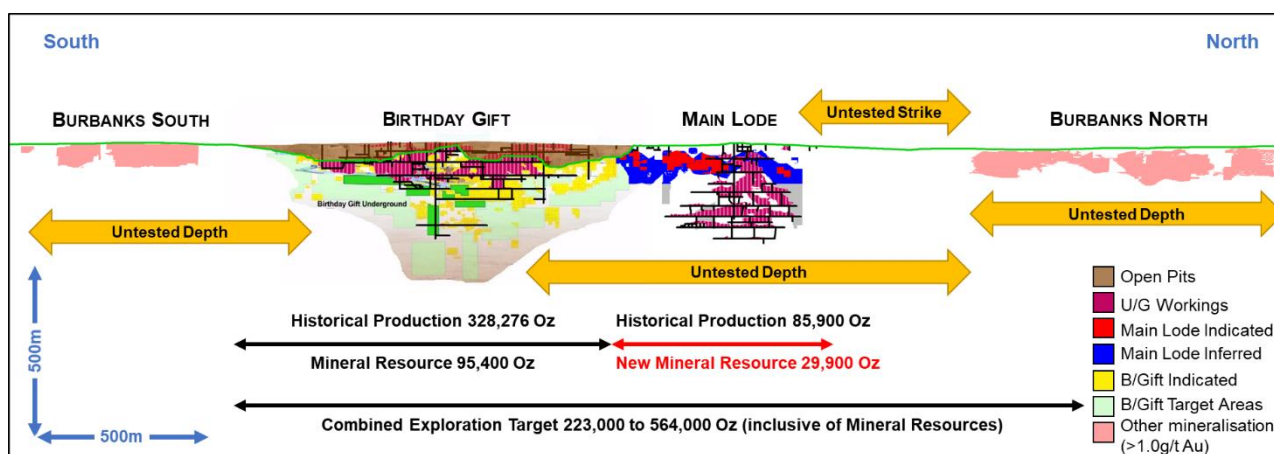 South
North
Untested Strike
BURBANKS SOUTH
BIRTHDAY GIFT
MAIN LODE
BURBANKS NORTH
Birthday Gift Underground
Untested Depth
Untested Depth
Untested Depth
500m
500m
Historical Production 328,276 Oz
Historical Production 85,900 Oz
Mineral Resource 95,400 Oz
New Mineral Resource 29,900 Oz
Combined Exploration Target 223,000 to 564,000 Oz (inclusive of Mineral Resources)
Open Pits
U/G Workings
Main Lode Indicated
Main Lode Inferred
B/Gift Indicated
B/Gift Target Areas
Other mineralisation
(>1.0g/t Au)